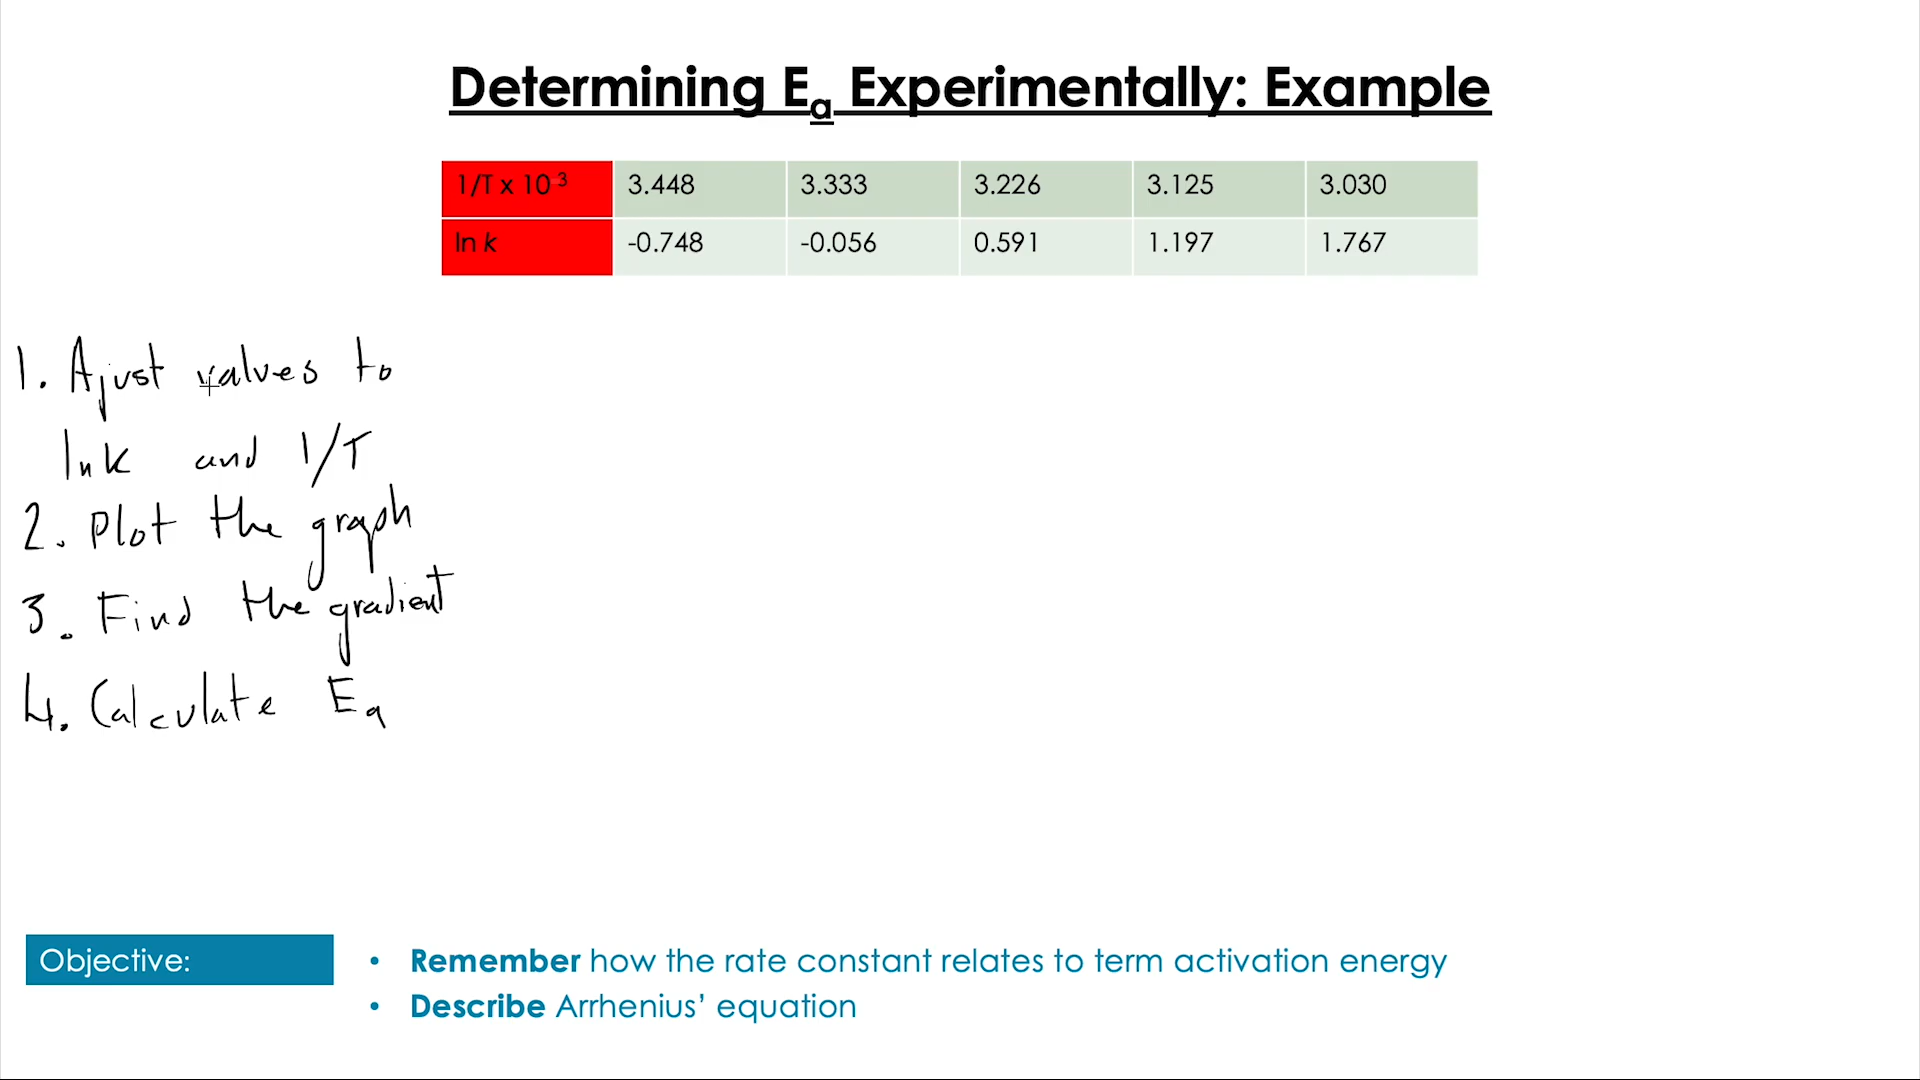 Determining Eₐ Experimentally: Example
1/T x 10⁻³ 3.448 3.333 3.226 3.125 3.030
ln k -0.748 -0.056 0.591 1.197 1.767
1. Ajust values to
lnk and 1/T
2. Plot the graph
3. Find the gradient
4. Calculate Eₐ
Objective:
• Remember how the rate constant relates to term activation energy
• Describe Arrhenius’ equation